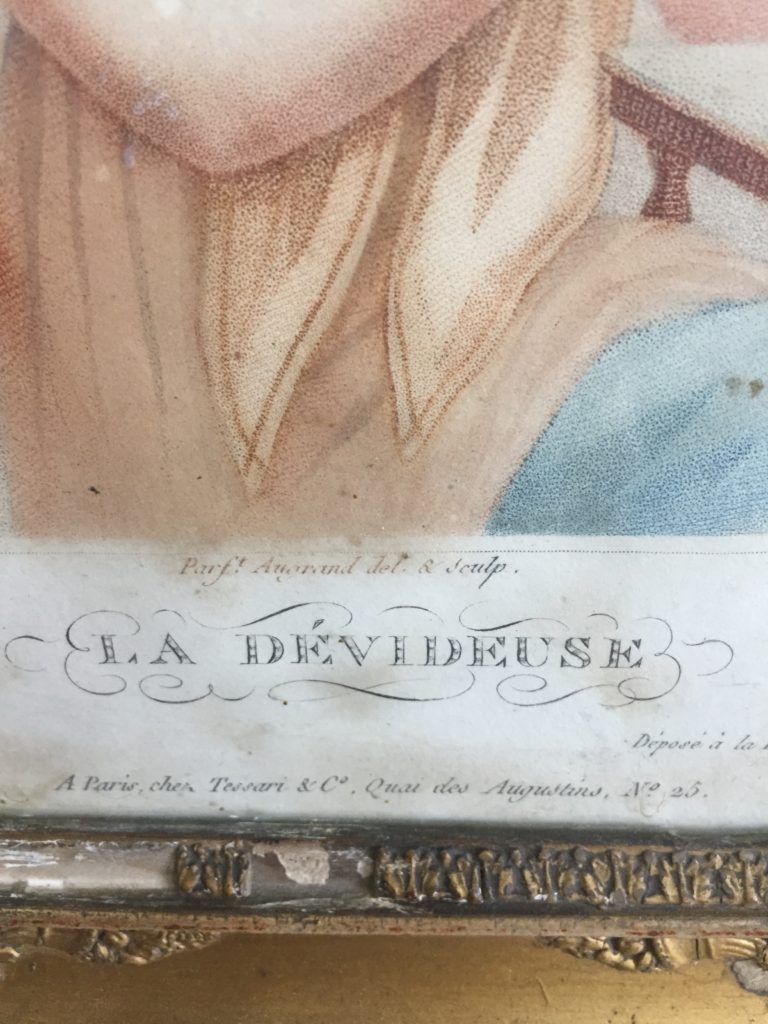 Parf.t Augrand del. & Sculp.
LA DÉVIDEUSE
Déposé à la
A Paris, chez Tessari & C.o, Quai des Augustins, N.o 25.